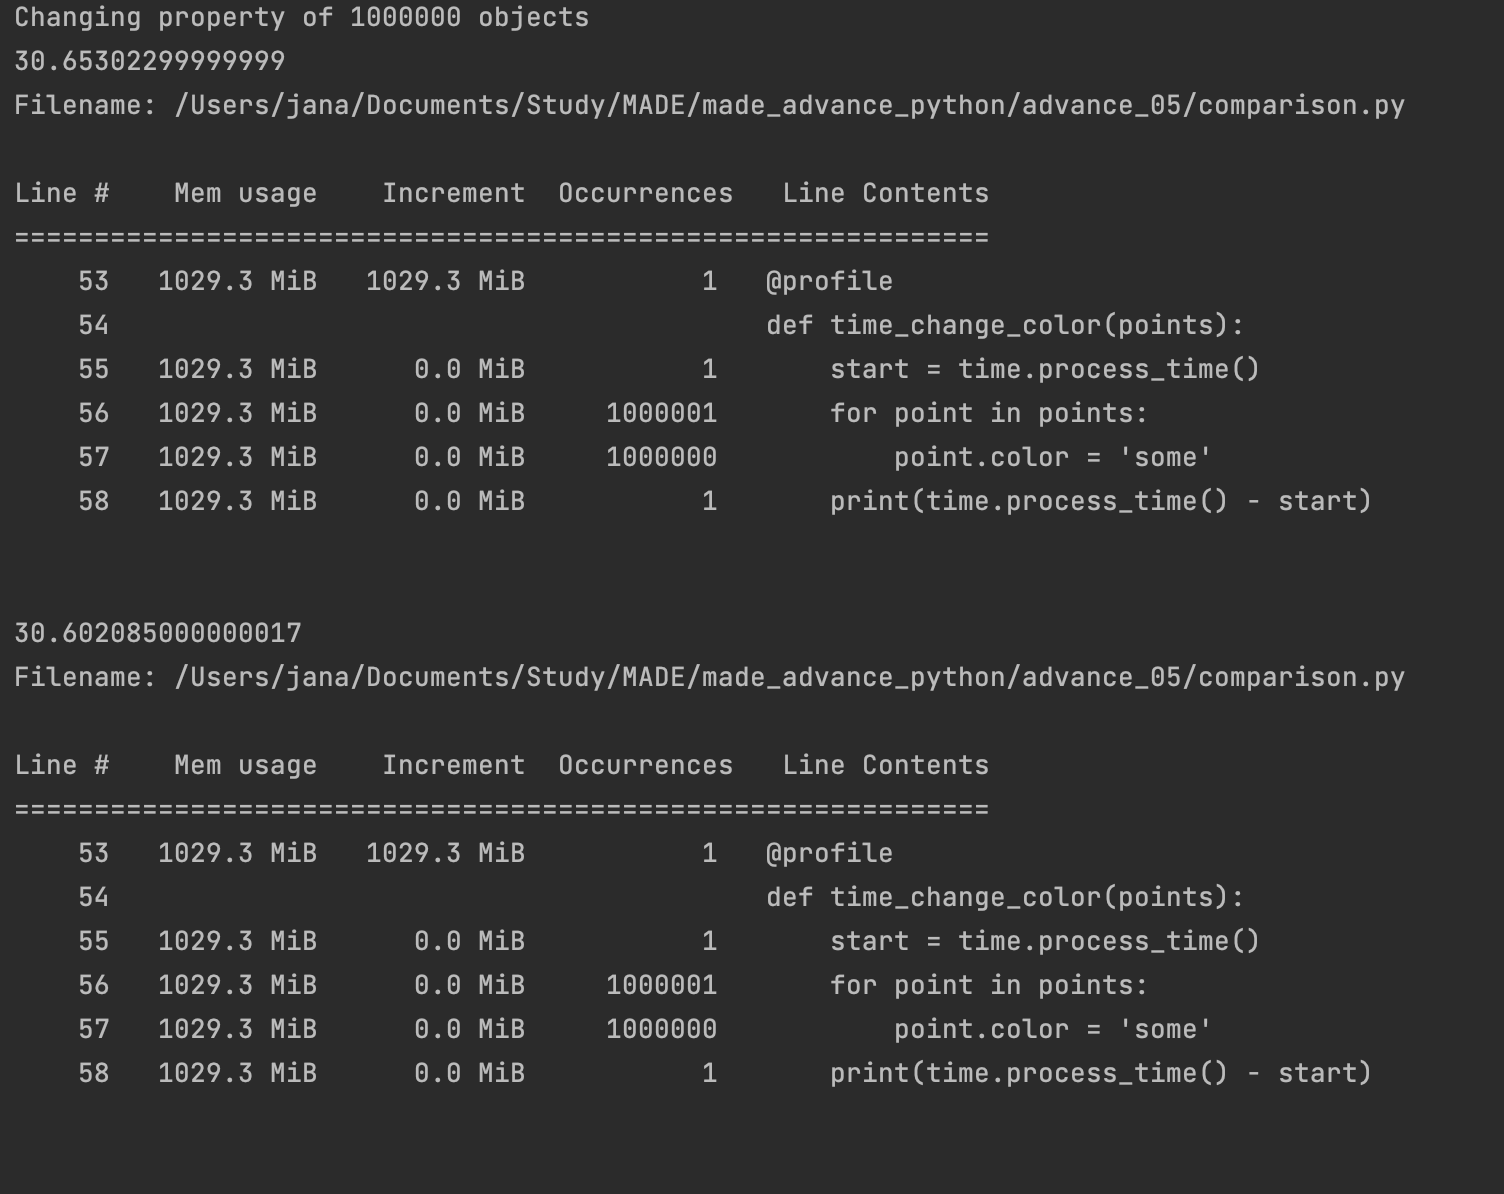 Changing property of 1000000 objects
30.65302299999999
Filename: /Users/jana/Documents/Study/MADE/made_advance_python/advance_05/comparison.py
Line #    Mem usage    Increment  Occurrences   Line Contents
=============================================================
    53   1029.3 MiB   1029.3 MiB           1   @profile
    54                                         def time_change_color(points):
    55   1029.3 MiB      0.0 MiB           1       start = time.process_time()
    56   1029.3 MiB      0.0 MiB     1000001       for point in points:
    57   1029.3 MiB      0.0 MiB     1000000           point.color = 'some'
    58   1029.3 MiB      0.0 MiB           1       print(time.process_time() - start)
30.602085000000017
Filename: /Users/jana/Documents/Study/MADE/made_advance_python/advance_05/comparison.py
Line #    Mem usage    Increment  Occurrences   Line Contents
=============================================================
    53   1029.3 MiB   1029.3 MiB           1   @profile
    54                                         def time_change_color(points):
    55   1029.3 MiB      0.0 MiB           1       start = time.process_time()
    56   1029.3 MiB      0.0 MiB     1000001       for point in points:
    57   1029.3 MiB      0.0 MiB     1000000           point.color = 'some'
    58   1029.3 MiB      0.0 MiB           1       print(time.process_time() - start)